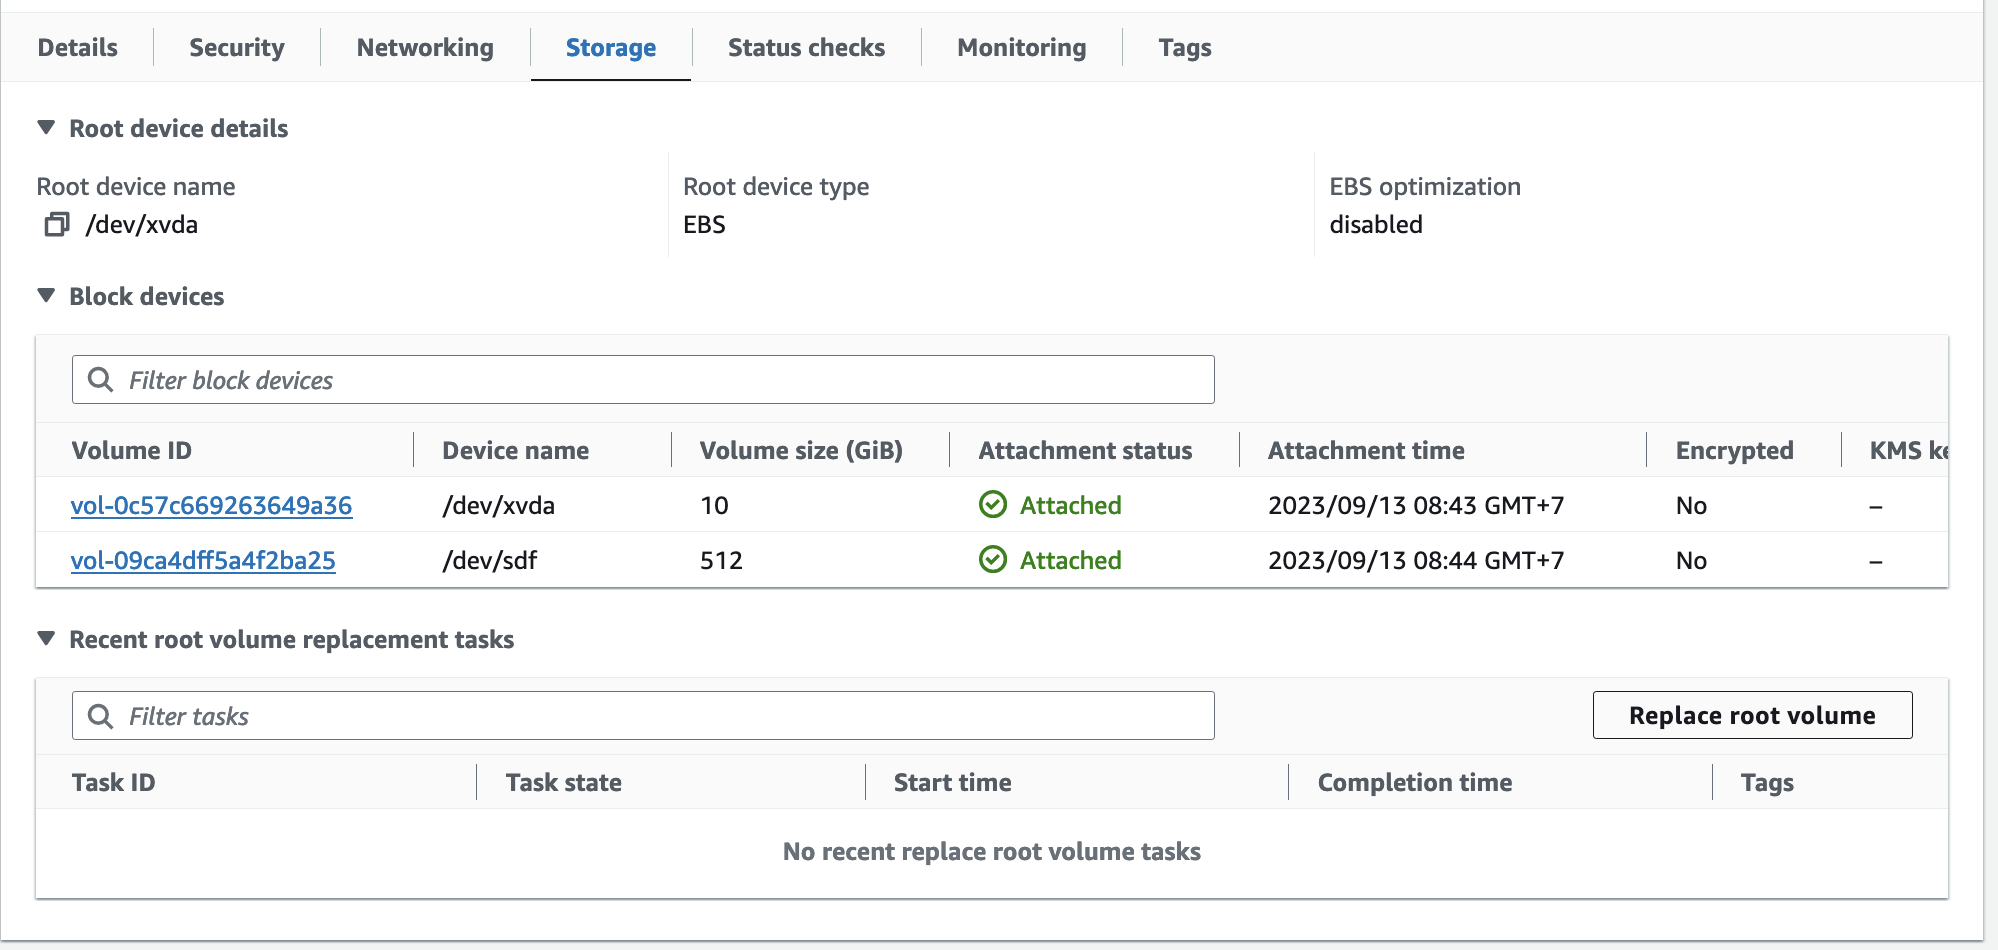 Details Security Networking Storage Status checks Monitoring Tags
Root device details
Root device name Root device type EBS optimization
/dev/xvda EBS disabled
Block devices
Filter block devices
Volume ID Device name Volume size (GiB) Attachment status Attachment time Encrypted KMS ke
vol-0c57c669263649a36 /dev/xvda 10 Attached 2023/09/13 08:43 GMT+7 No –
vol-09ca4dff5a4f2ba25 /dev/sdf 512 Attached 2023/09/13 08:44 GMT+7 No –
Recent root volume replacement tasks
Filter tasks Replace root volume
Task ID Task state Start time Completion time Tags
No recent replace root volume tasks